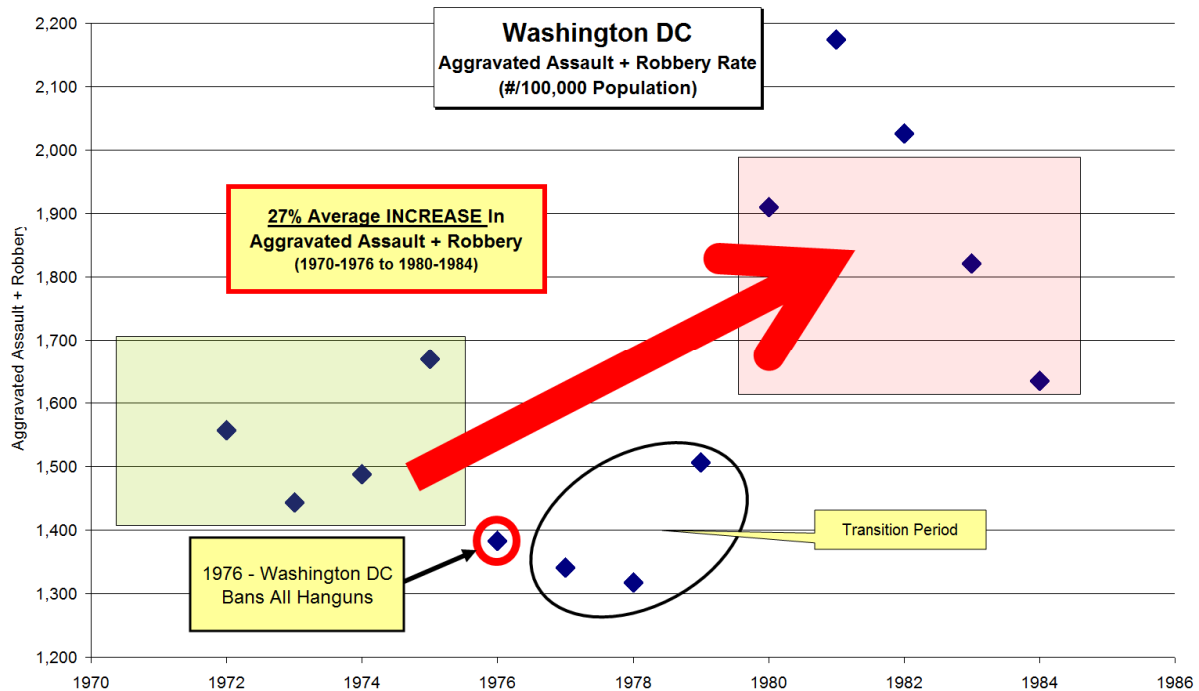 Washington DC
Aggravated Assault + Robbery Rate
(#/100,000 Population)
27% Average INCREASE In
Aggravated Assault + Robbery
(1970-1976 to 1980-1984)
Transition Period
1976 - Washington DC
Bans All Hanguns
Aggravated Assault + Robbery
2,200
2,100
2,000
1,900
1,800
1,700
1,600
1,500
1,400
1,300
1,200
1970 1972 1974 1976 1978 1980 1982 1984 1986